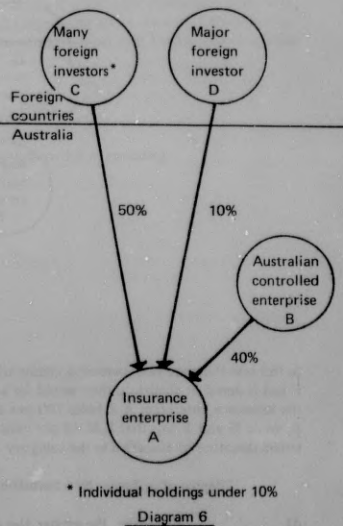 Many
foreign
investors*
C
Major
foreign
investor
D
Foreign
countries
Australia
50%
10%
Australian
controlled
enterprise
B
40%
Insurance
enterprise
A
* Individual holdings under 10%
Diagram 6